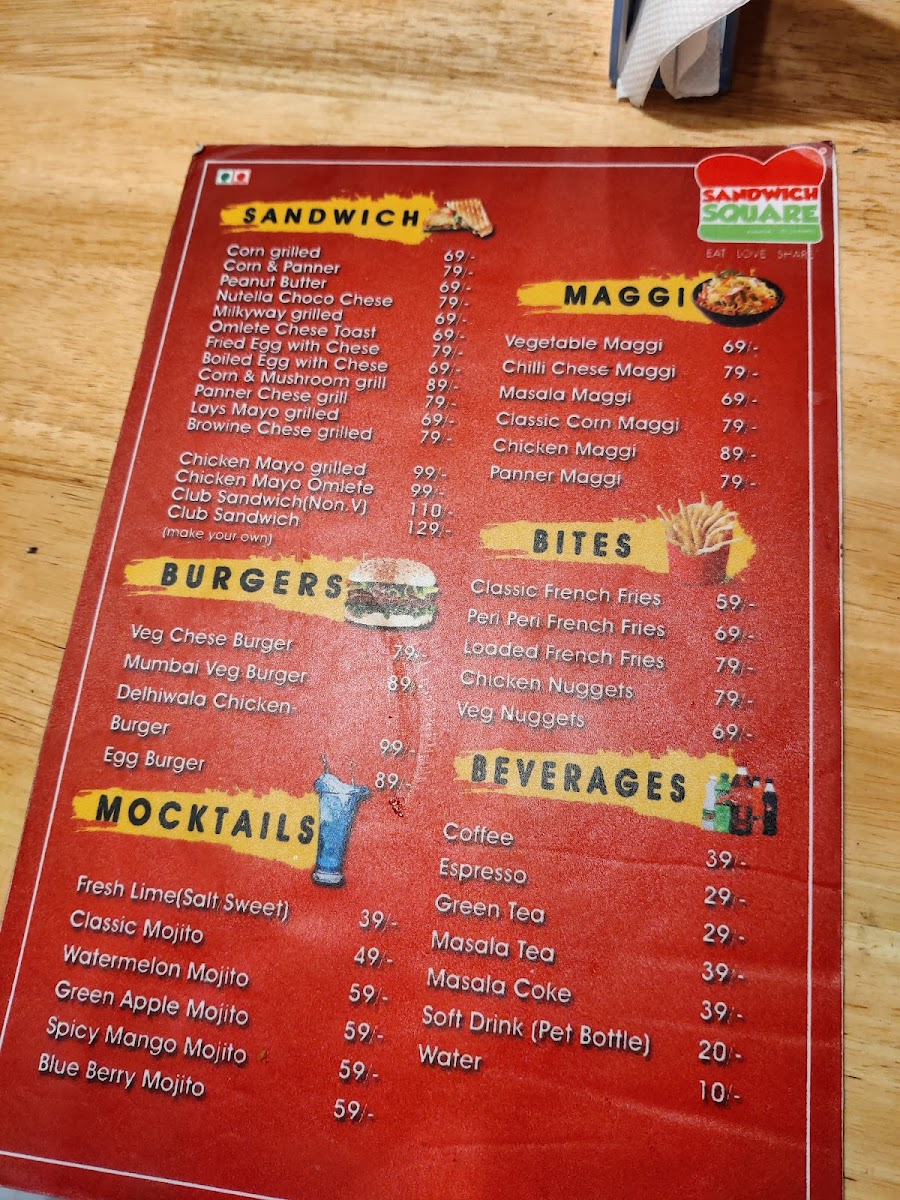 SANDWICH
Corn grilled 69/-
Corn & Panner 79/-
Peanut Butter 69/-
Nutella Choco Chese 79/-
Milkyway grilled 69/-
Omlete Chese Toast 69/-
Fried Egg with Chese 79/-
Boiled Egg with Chese 69/-
Corn & Mushroom grill 89/-
Panner Chese grill 79/-
Lays Mayo grilled 69/-
Browine Chese grilled 79/-
Chicken Mayo grilled 99/-
Chicken Mayo Omlete 99/-
Club Sandwich(Non.V) 110/-
Club Sandwich 129/-
(make your own)
BURGERS
Veg Chese Burger 79/-
Mumbai Veg Burger 89/-
Delhiwala Chicken-
Burger 99/-
Egg Burger 89/-
MOCKTAILS
Fresh Lime(Salt/Sweet) 39/-
Classic Mojito 49/-
Watermelon Mojito 59/-
Green Apple Mojito 59/-
Spicy Mango Mojito 59/-
Blue Berry Mojito 59/-
SANDWICH
SQUARE
EAT LOVE SHARE
MAGGI
Vegetable Maggi 69/-
Chilli Chese Maggi 79/-
Masala Maggi 69/-
Classic Corn Maggi 79/-
Chicken Maggi 89/-
Panner Maggi 79/-
BITES
Classic French Fries 59/-
Peri Peri French Fries 69/-
Loaded French Fries 79/-
Chicken Nuggets 79/-
Veg Nuggets 69/-
BEVERAGES
Coffee 39/-
Espresso 29/-
Green Tea 29/-
Masala Tea 39/-
Masala Coke 39/-
Soft Drink (Pet Bottle) 20/-
Water 10/-